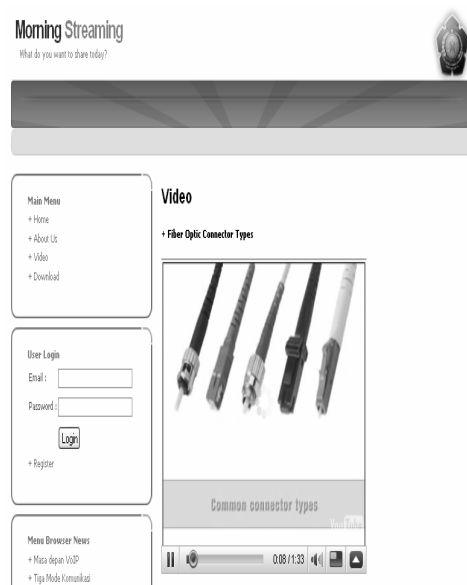 Morning Streaming
What do you want to share today?
Main Menu
+ Home
+ About Us
+ Video
+ Download
User Login
Email :
Password :
Login
+ Register
Menu Browser News
+ Masa depan VoIP
+ Tiga Mode Komunikasi
Video
+ Fiber Optic Connector Types
Common connector types
YouTube
0:08 / 1:33